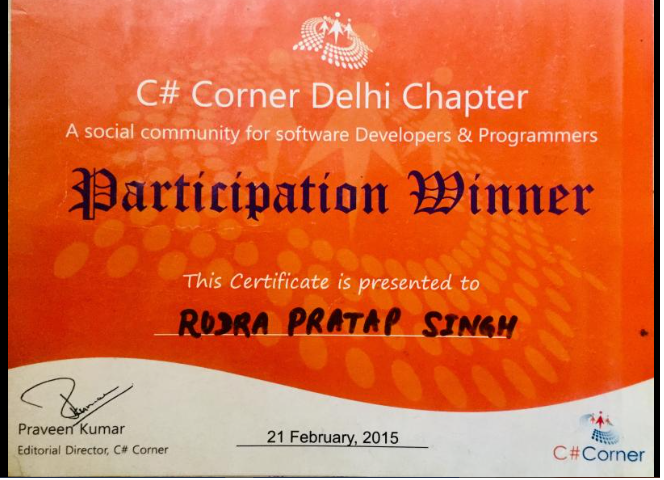 C# Corner Delhi Chapter
A social community for software Developers & Programmers
Participation Winner
This Certificate is presented to
RUDRA PRATAP SINGH
Praveen Kumar
Editorial Director, C# Corner
21 February, 2015
C#Corner